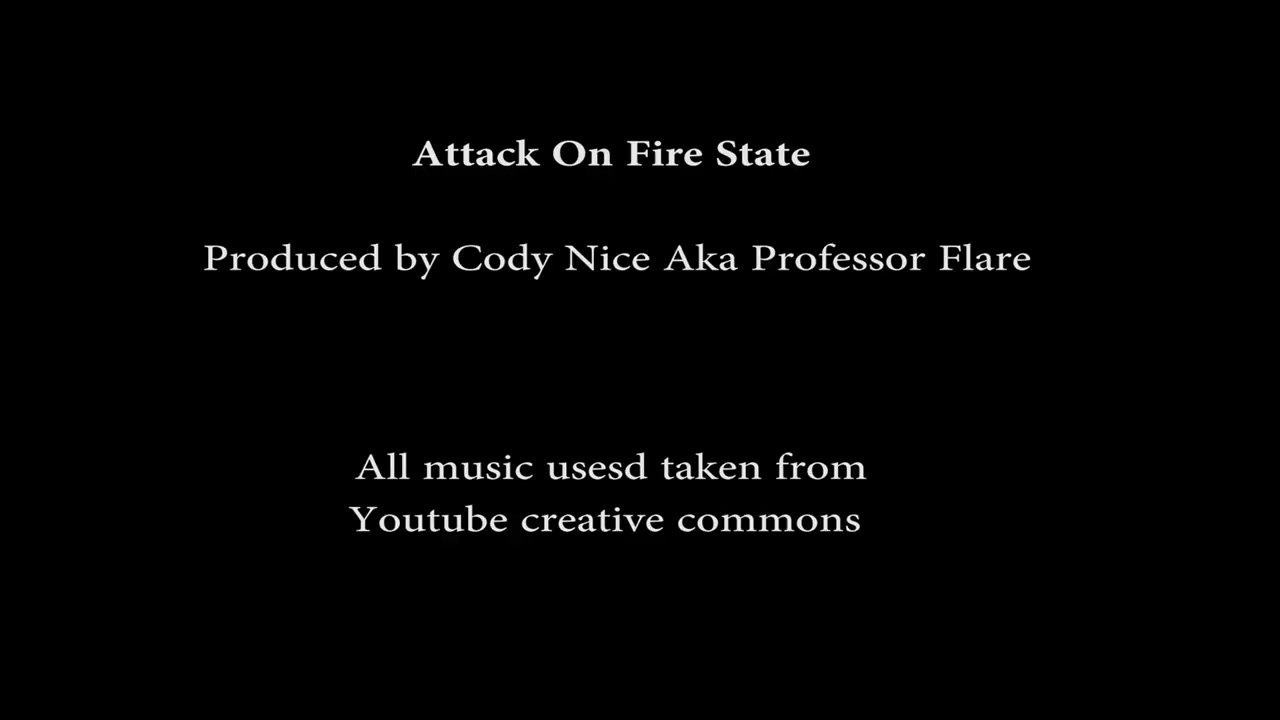 Attack On Fire State
Produced by Cody Nice Aka Professor Flare
All music usesd taken from
Youtube creative commons